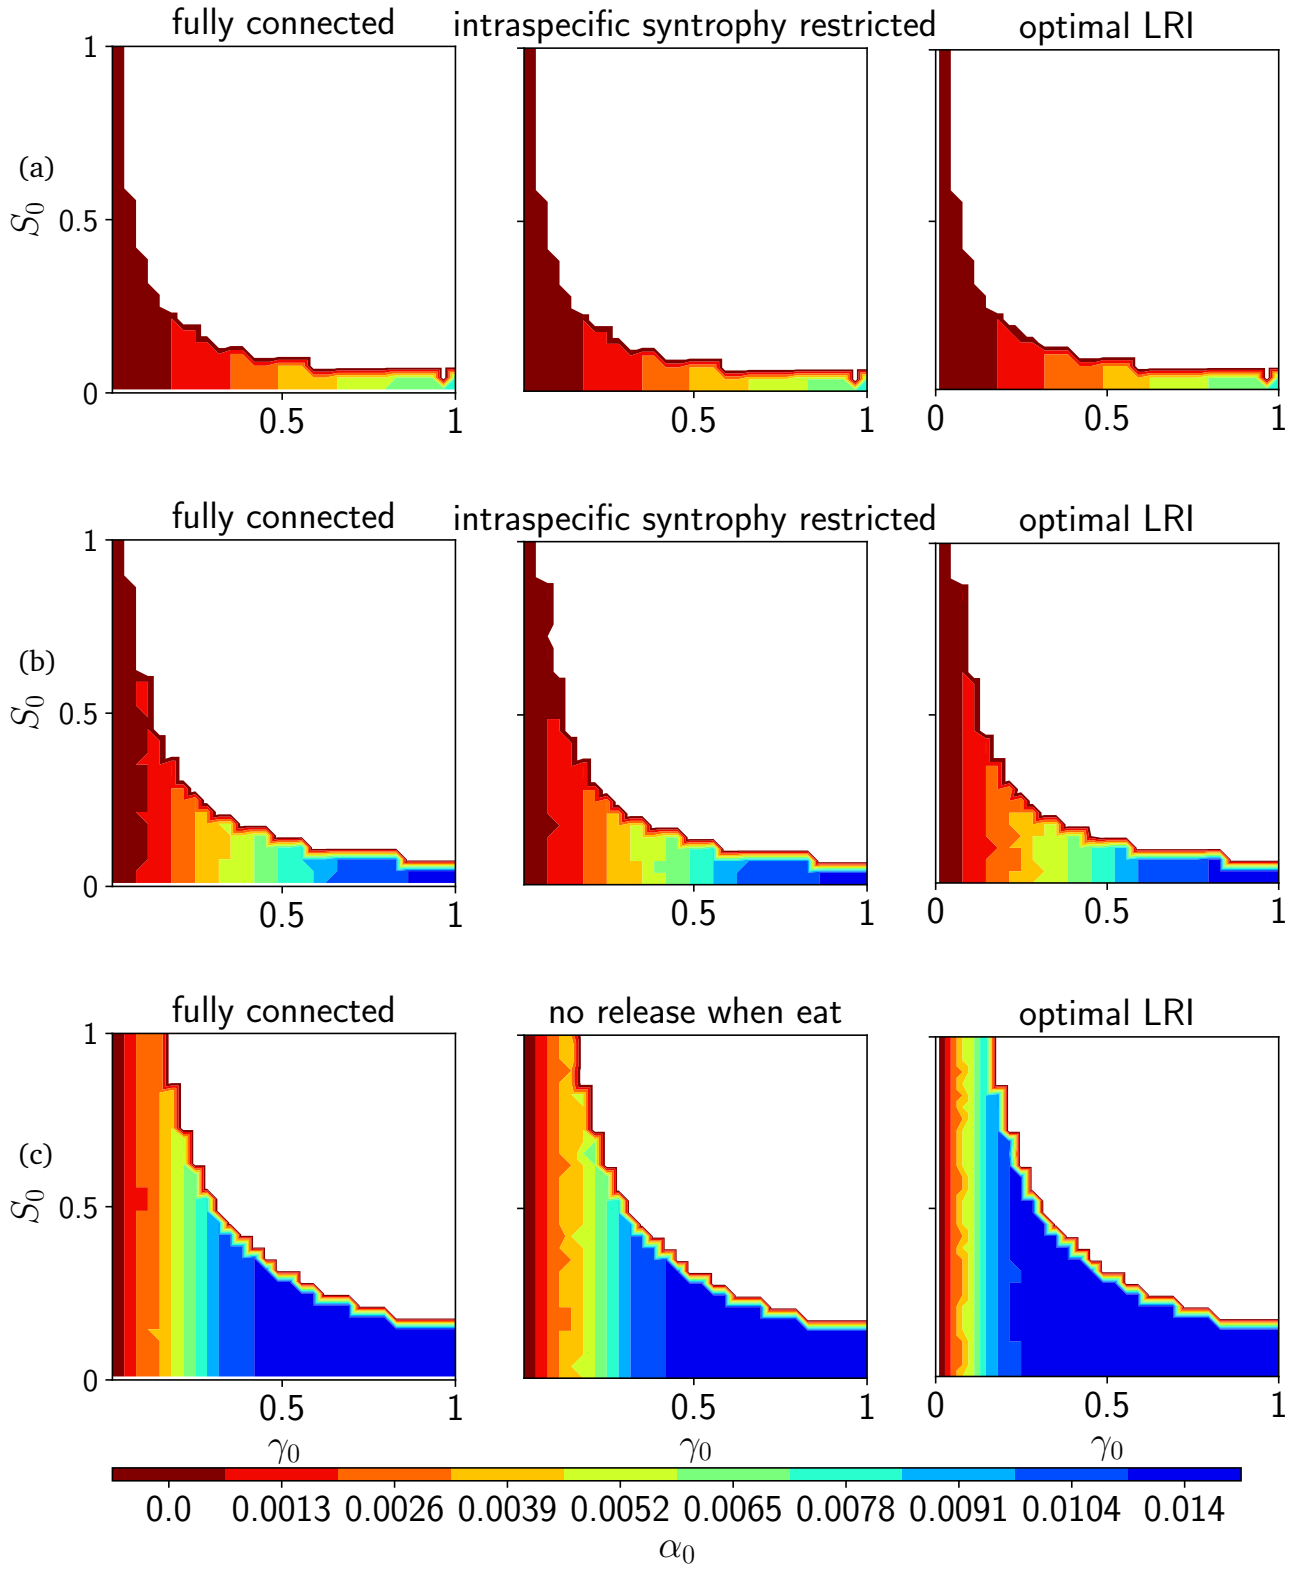 fully connected intraspecific syntrophy restricted optimal LRI
1
(a)
S₀ 0.5
0
0.5 1 0.5 1 0 0.5 1
fully connected intraspecific syntrophy restricted optimal LRI
1
(b)
S₀ 0.5
0
0.5 1 0.5 1 0 0.5 1
fully connected no release when eat optimal LRI
1
(c)
S₀ 0.5
0
0.5 1 0.5 1 0 0.5 1
γ₀ γ₀ γ₀
0.0 0.0013 0.0026 0.0039 0.0052 0.0065 0.0078 0.0091 0.0104 0.014
α₀